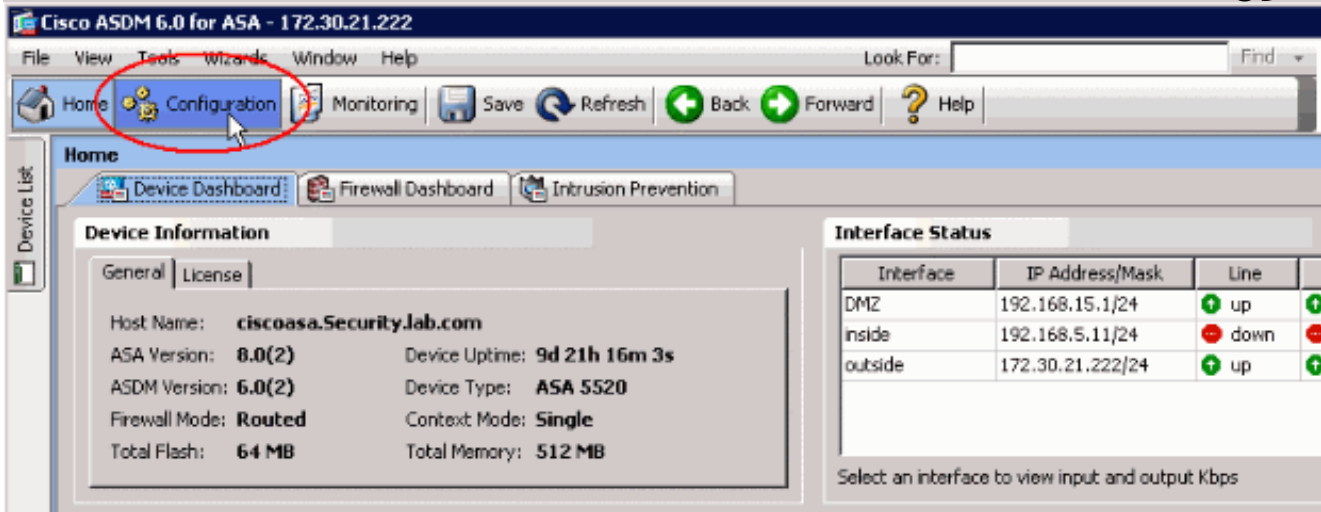 Cisco ASDM 6.0 for ASA - 172.30.21.222
File View Tools Wizards Window Help Look For: Find
Home Configuration Monitoring Save Refresh Back Forward Help
Device List
Home
Device Dashboard Firewall Dashboard Intrusion Prevention
Device Information
General License
Host Name: ciscoasa.Security.lab.com
ASA Version: 8.0(2) Device Uptime: 9d 21h 16m 3s
ASDM Version: 6.0(2) Device Type: ASA 5520
Firewall Mode: Routed Context Mode: Single
Total Flash: 64 MB Total Memory: 512 MB
Interface Status
Interface IP Address/Mask Line
DMZ 192.168.15.1/24 up
inside 192.168.5.11/24 down
outside 172.30.21.222/24 up
Select an interface to view input and output Kbps